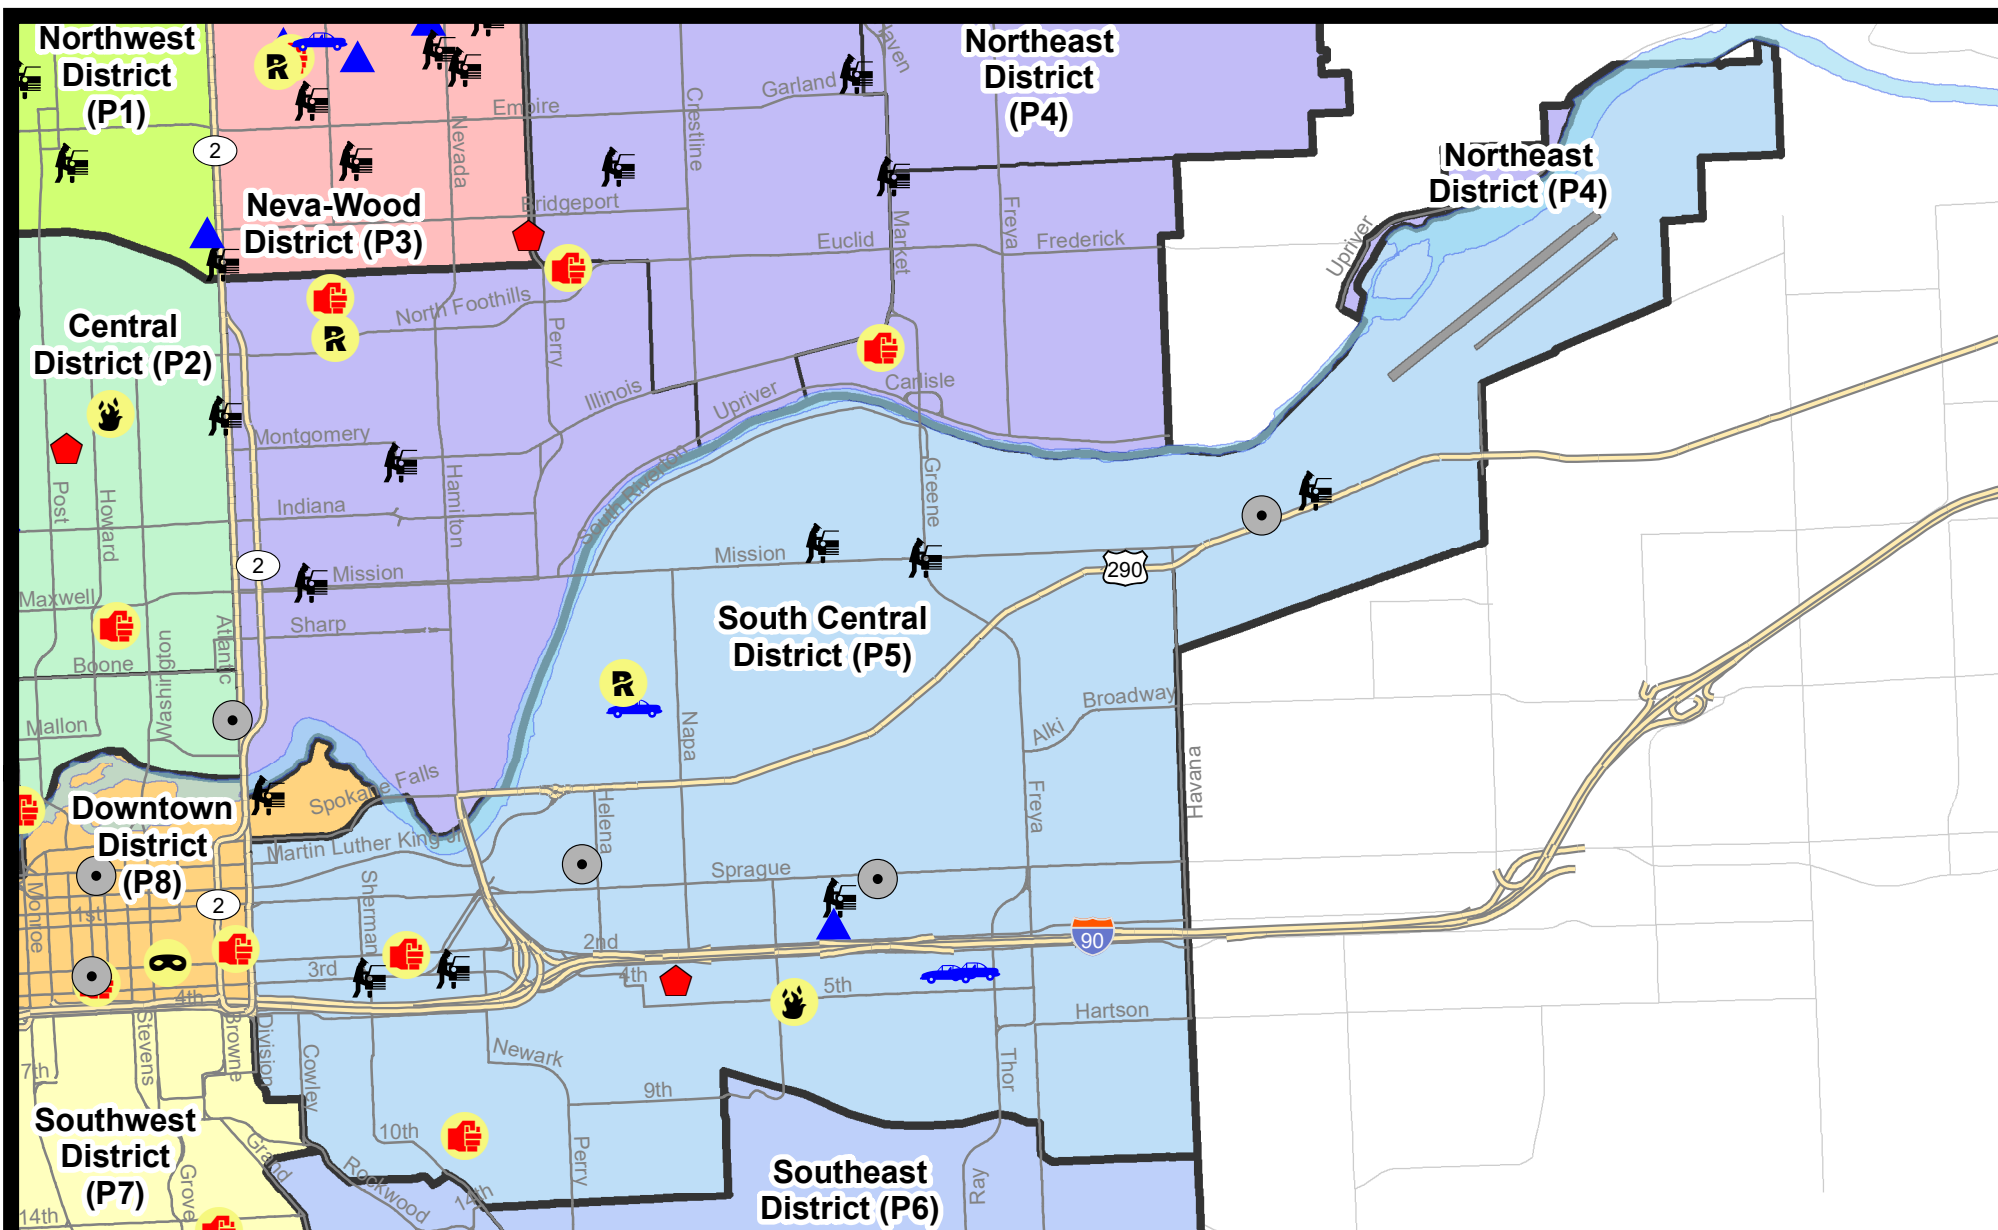 Northwest
District
(P1)
Northeast
District
(P4)
Haven
Garland
Empire
Crestline
Nevada
2
Northeast
District (P4)
Neva-Wood
District (P3)
Bridgeport
Market
Freya
Euclid
Frederick
Upriver
North Foothills
Central
District (P2)
Perry
Illinois
Upriver
Carlisle
Montgomery
South Riverton
Hamilton
Greene
Post
Howard
Indiana
Mission
Mission
2
290
Maxwell
Sharp
Atlantic
Washington
South Central
District (P5)
Boone
Mallon
Napa
Broadway
Alki
Havana
Spokane Falls
Helena
Freya
Downtown
District
(P8)
Martin Luther King Jr
Sprague
Sherman
Monroe
1st
2
2nd
90
3rd
4th
4th
5th
Hartson
Stevens
Browne
Division
Cowley
Newark
Thor
7th
9th
Southwest
District
(P7)
10th
Grand
Rockwood
Perry
14th
Ray
Southeast
District (P6)
Grove
14th